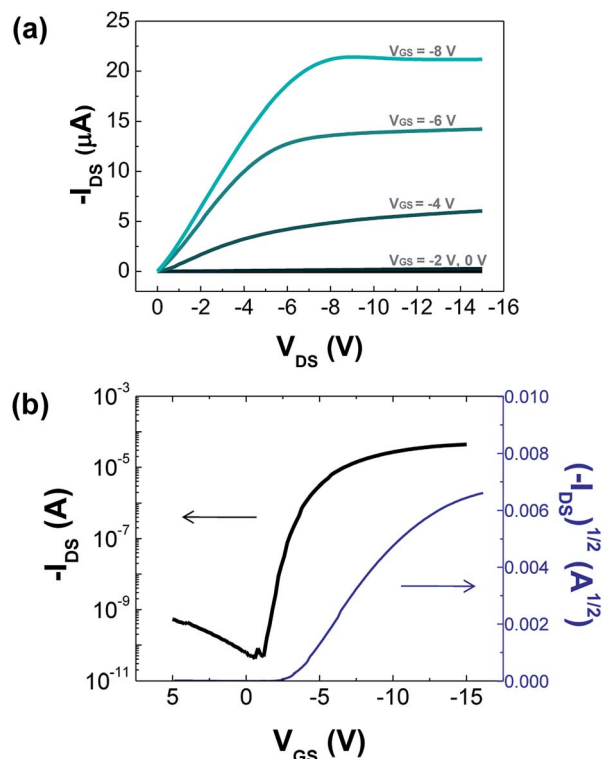 (a)
25
20
15
10
5
0
-I_DS (μA)
V_GS = -8 V
V_GS = -6 V
V_GS = -4 V
V_GS = -2 V, 0 V
0 -2 -4 -6 -8 -10 -12 -14 -16
V_DS (V)
(b)
10^-3
10^-5
10^-7
10^-9
10^-11
-I_DS (A)
0.010
0.008
0.006
0.004
0.002
0.000
(-I_DS)^1/2 (A^1/2)
5 0 -5 -10 -15
V_GS (V)